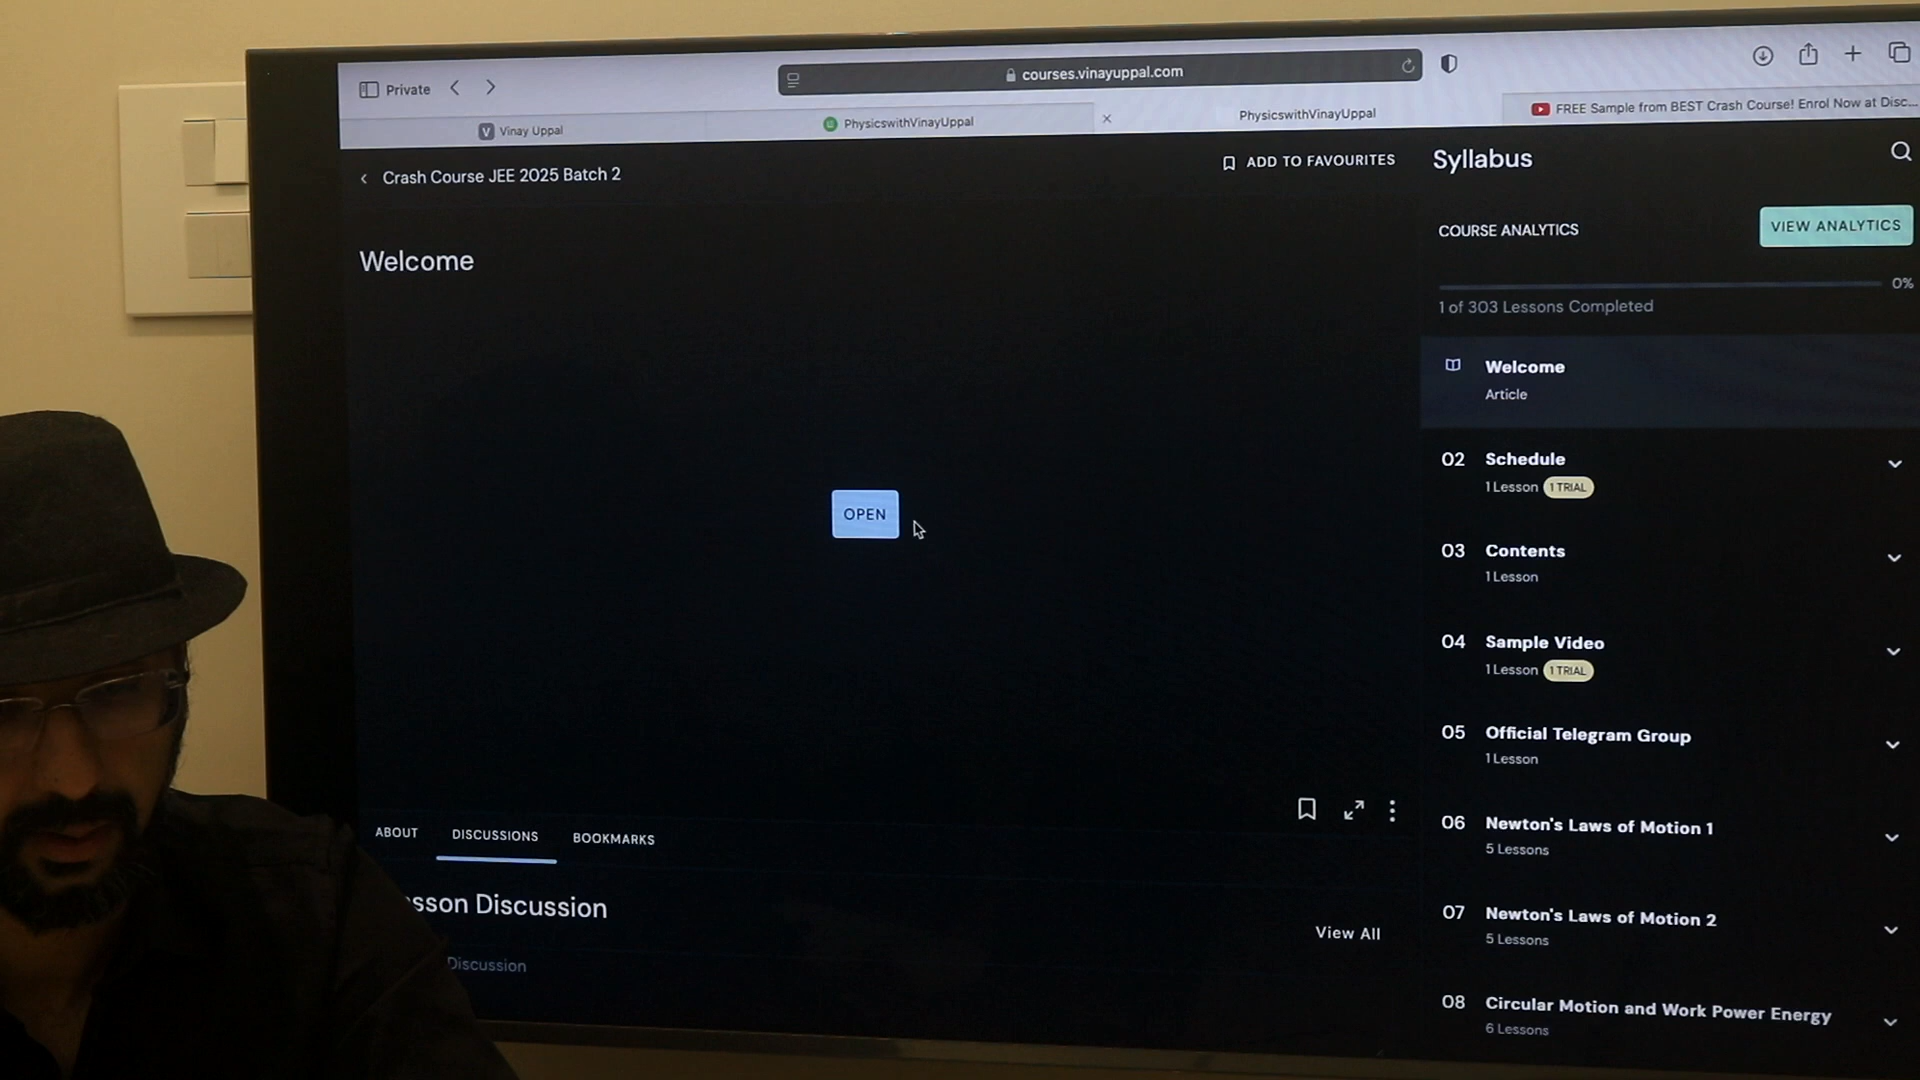 Private
courses.vinayuppal.com
V Vinay Uppal
PhysicswithVinayUppal
PhysicswithVinayUppal
FREE Sample from BEST Crash Course! Enrol Now at Disc...
Crash Course JEE 2025 Batch 2
ADD TO FAVOURITES
Welcome
OPEN
ABOUT
DISCUSSIONS
BOOKMARKS
sson Discussion
View All
Discussion
Syllabus
COURSE ANALYTICS
VIEW ANALYTICS
0%
1 of 303 Lessons Completed
Welcome
Article
02 Schedule
1 Lesson 1 TRIAL
03 Contents
1 Lesson
04 Sample Video
1 Lesson 1 TRIAL
05 Official Telegram Group
1 Lesson
06 Newton's Laws of Motion 1
5 Lessons
07 Newton's Laws of Motion 2
5 Lessons
08 Circular Motion and Work Power Energy
6 Lessons